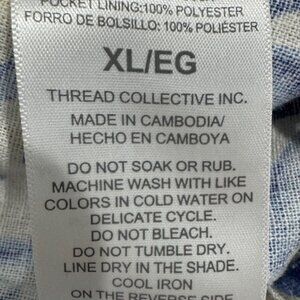 POCKET LINING:100% POLYESTER
FORRO DE BOLSILLO: 100% POLIÉSTER
XL/EG
THREAD COLLECTIVE INC.
MADE IN CAMBODIA/
HECHO EN CAMBOYA
DO NOT SOAK OR RUB.
MACHINE WASH WITH LIKE
COLORS IN COLD WATER ON
DELICATE CYCLE.
DO NOT BLEACH.
DO NOT TUMBLE DRY.
LINE DRY IN THE SHADE.
COOL IRON
ON THE REVERSE SIDE